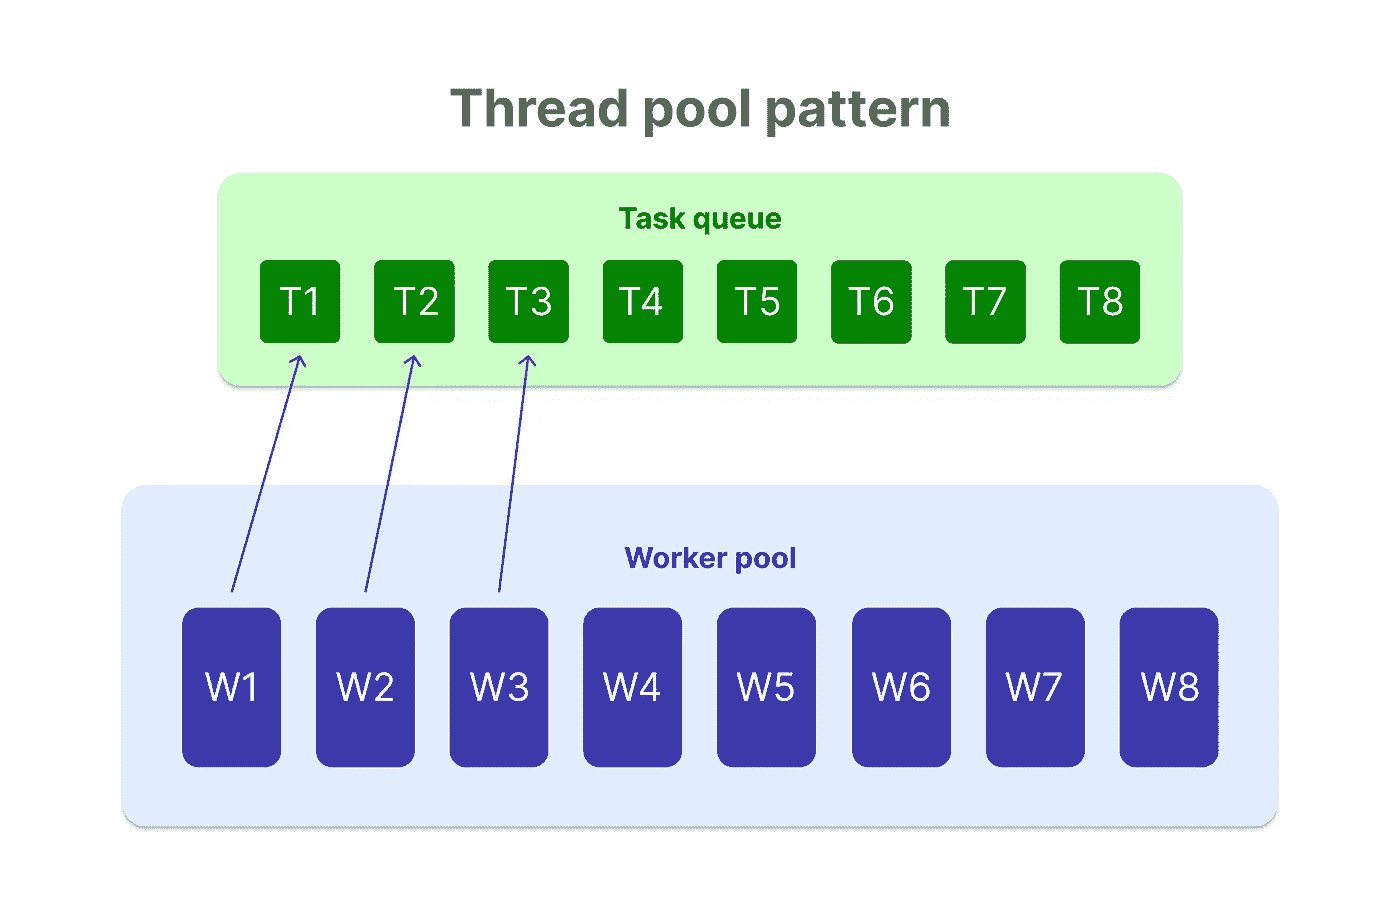 Thread pool pattern
Task queue
T1 T2 T3 T4 T5 T6 T7 T8
Worker pool
W1 W2 W3 W4 W5 W6 W7 W8